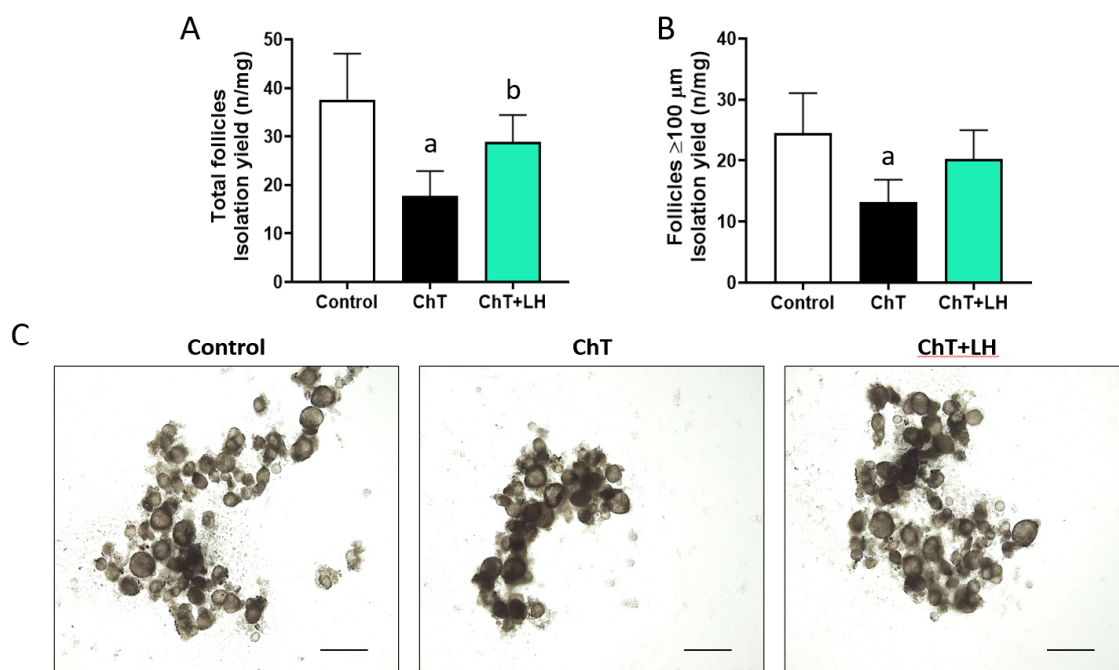 A
Total follicles
Isolation yield (n/mg)
50
40
30
20
10
0
a
b
Control
ChT
ChT+LH
B
Follicles ≥100 μm
Isolation yield (n/mg)
40
30
20
10
0
a
Control
ChT
ChT+LH
C
Control
ChT
ChT+LH